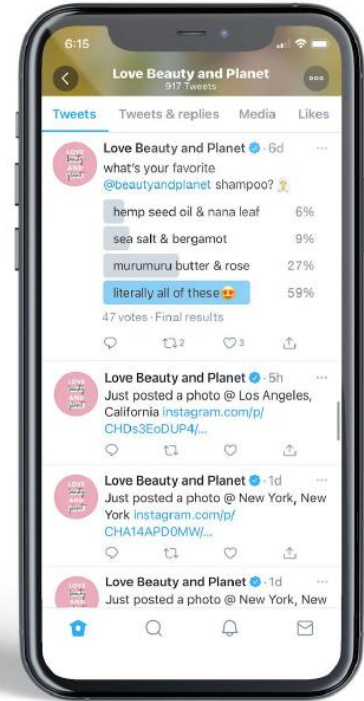 6:15
Love Beauty and Planet
917 Tweets
Tweets Tweets & replies Media Likes
Love Beauty and Planet · 6d
what's your favorite
@beautyandplanet shampoo?
hemp seed oil & nana leaf 6%
sea salt & bergamot 9%
murumuru butter & rose 27%
literally all of these😍 59%
47 votes · Final results
2 3
Love Beauty and Planet · 5h
Just posted a photo @ Los Angeles,
California instagram.com/p/
CHDs3EoDUP4/...
Love Beauty and Planet · 1d
Just posted a photo @ New York, New
York instagram.com/p/
CHA14APD0MW/...
Love Beauty and Planet · 1d
Just posted a photo @ New York, New